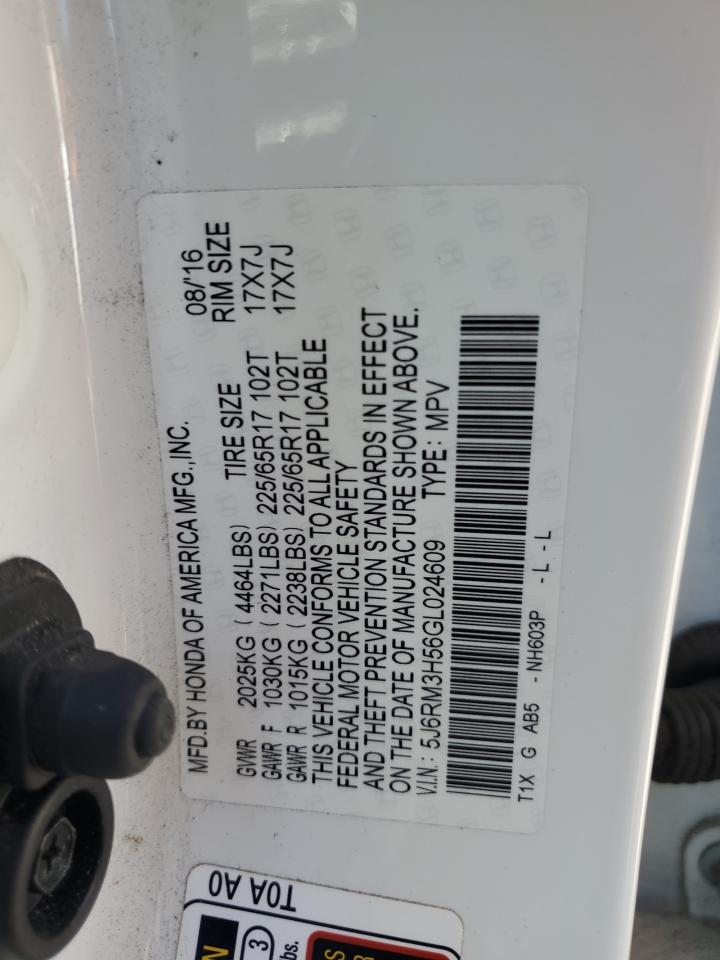 MFD.BY HONDA OF AMERICA MFG.,INC. 08/'16
GVWR 2025KG ( 4464LBS) TIRE SIZE RIM SIZE
GAWR F 1030KG ( 2271LBS) 225/65R17 102T 17X7J
GAWR R 1015KG ( 2238LBS) 225/65R17 102T 17X7J
THIS VEHICLE CONFORMS TO ALL APPLICABLE
FEDERAL MOTOR VEHICLE SAFETY
AND THEFT PREVENTION STANDARDS IN EFFECT
ON THE DATE OF MANUFACTURE SHOWN ABOVE.
V.I.N.: 5J6RM3H56GL024609 TYPE: MPV
T1X G AB5 - NH603P - L - L
T0A A0
N
3
lbs.